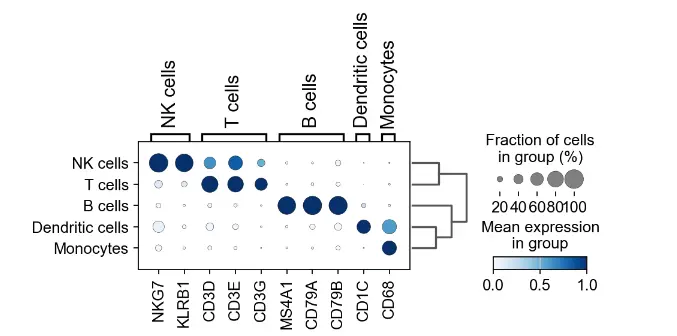 NK cells
T cells
B cells
Dendritic cells
Monocytes
NK cells
T cells
B cells
Dendritic cells
Monocytes
NKG7
KLRB1
CD3D
CD3E
CD3G
MS4A1
CD79A
CD79B
CD1C
CD68
Fraction of cells
in group (%)
20 40 60 80 100
Mean expression
in group
0.0 0.5 1.0